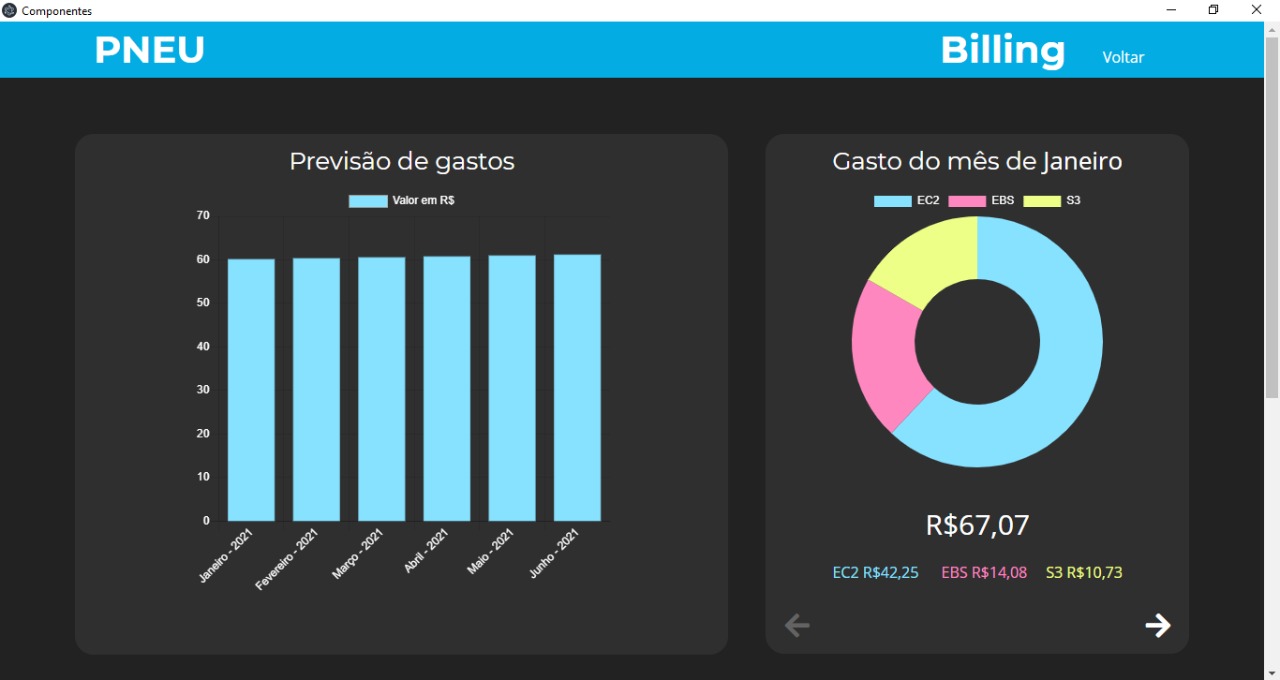 Componentes
PNEU
Billing
Voltar
Previsão de gastos
Valor em R$
70
60
50
40
30
20
10
0
Janeiro - 2021
Fevereiro - 2021
Março - 2021
Abril - 2021
Maio - 2021
Junho - 2021
Gasto do mês de Janeiro
EC2 EBS S3
R$67,07
EC2 R$42,25 EBS R$14,08 S3 R$10,73